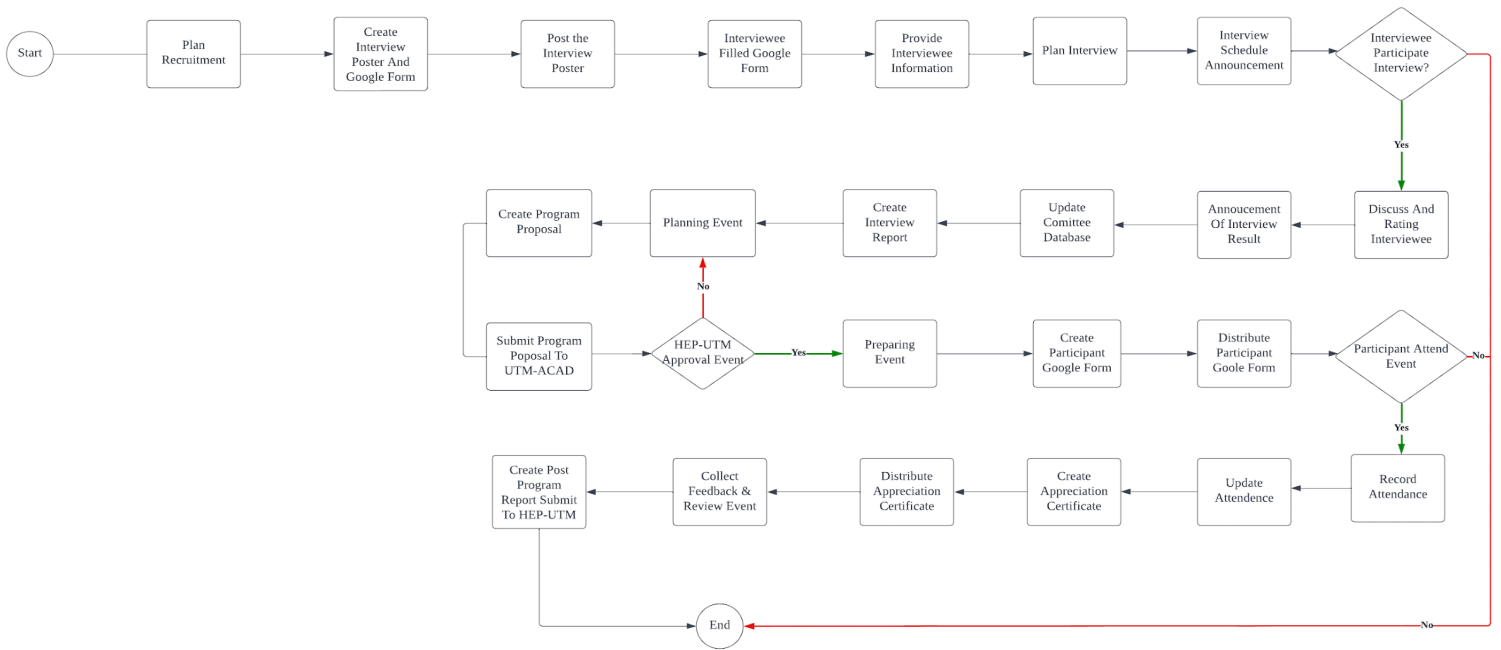 Start
Plan
Recruitment
Create
Interview
Poster And
Google Form
Post the
Interview
Poster
Interviewee
Filled Google
Form
Provide
Interviewee
Information
Plan Interview
Interview
Schedule
Announcement
Interviewee
Participate
Interview?
Yes
Create Program
Proposal
Planning Event
Create
Interview
Report
Update
Comittee
Database
Annoucement
Of Interview
Result
Discuss And
Rating
Interviewee
No
Submit Program
Poposal To
UTM-ACAD
HEP-UTM
Approval Event
Yes
Preparing
Event
Create
Participant
Google Form
Distribute
Participant
Goole Form
Participant Attend
Event
No
Yes
Create Post
Program
Report Submit
To HEP-UTM
Collect
Feedback &
Review Event
Distribute
Appreciation
Certificate
Create
Appreciation
Certificate
Update
Attendence
Record
Attendance
End
No